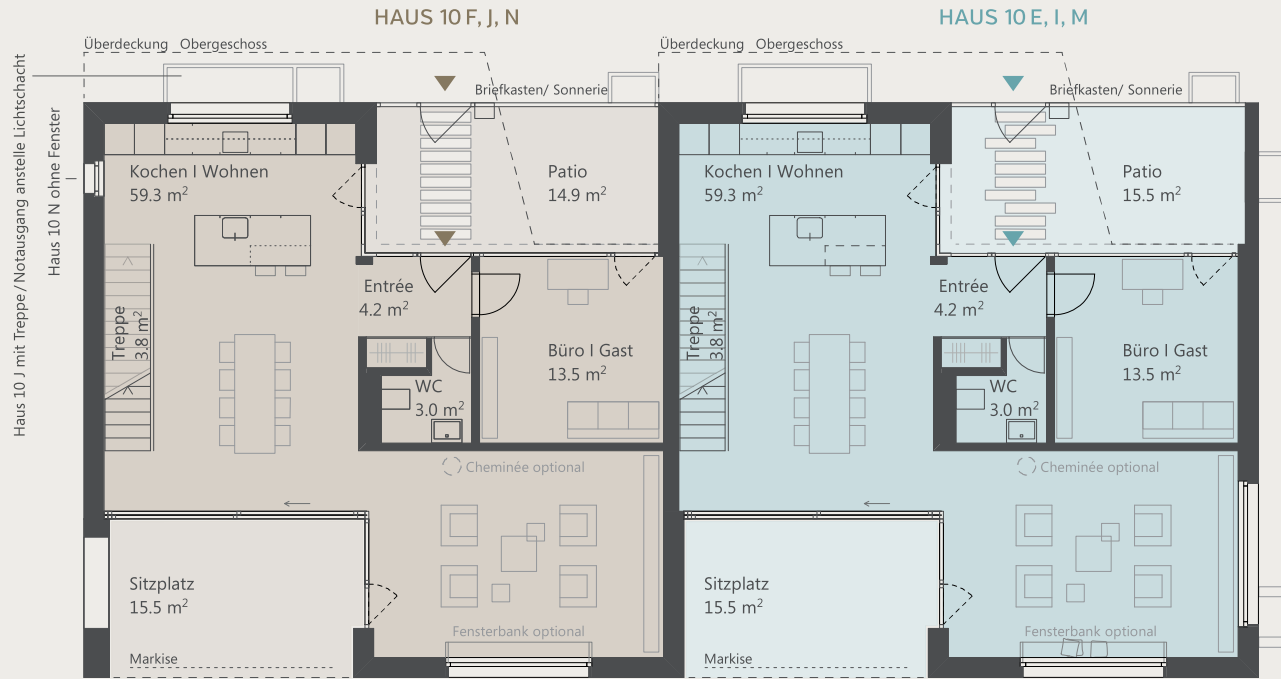 HAUS 10 F, J, N
HAUS 10 E, I, M
Überdeckung Obergeschoss
Überdeckung Obergeschoss
Briefkasten/ Sonnerie
Briefkasten/ Sonnerie
Haus 10 J mit Treppe / Notausgang anstelle Lichtschacht
Haus 10 N ohne Fenster
Kochen I Wohnen
59.3 m²
Patio
14.9 m²
Kochen I Wohnen
59.3 m²
Patio
15.5 m²
Entrée
4.2 m²
Entrée
4.2 m²
Treppe
3.8 m²
Treppe
3.8 m²
Büro I Gast
13.5 m²
Büro I Gast
13.5 m²
WC
3.0 m²
WC
3.0 m²
Cheminée optional
Cheminée optional
Sitzplatz
15.5 m²
Sitzplatz
15.5 m²
Fensterbank optional
Fensterbank optional
Markise
Markise